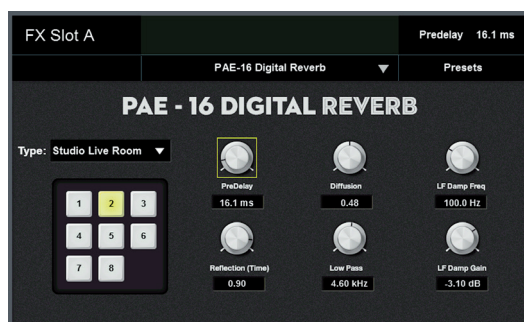 FX Slot A
Predelay 16.1 ms
PAE-16 Digital Reverb
Presets
PAE - 16 DIGITAL REVERB
Type: Studio Live Room
1 2 3
4 5 6
7 8
PreDelay
16.1 ms
Diffusion
0.48
LF Damp Freq
100.0 Hz
Reflection (Time)
0.90
Low Pass
4.60 kHz
LF Damp Gain
-3.10 dB